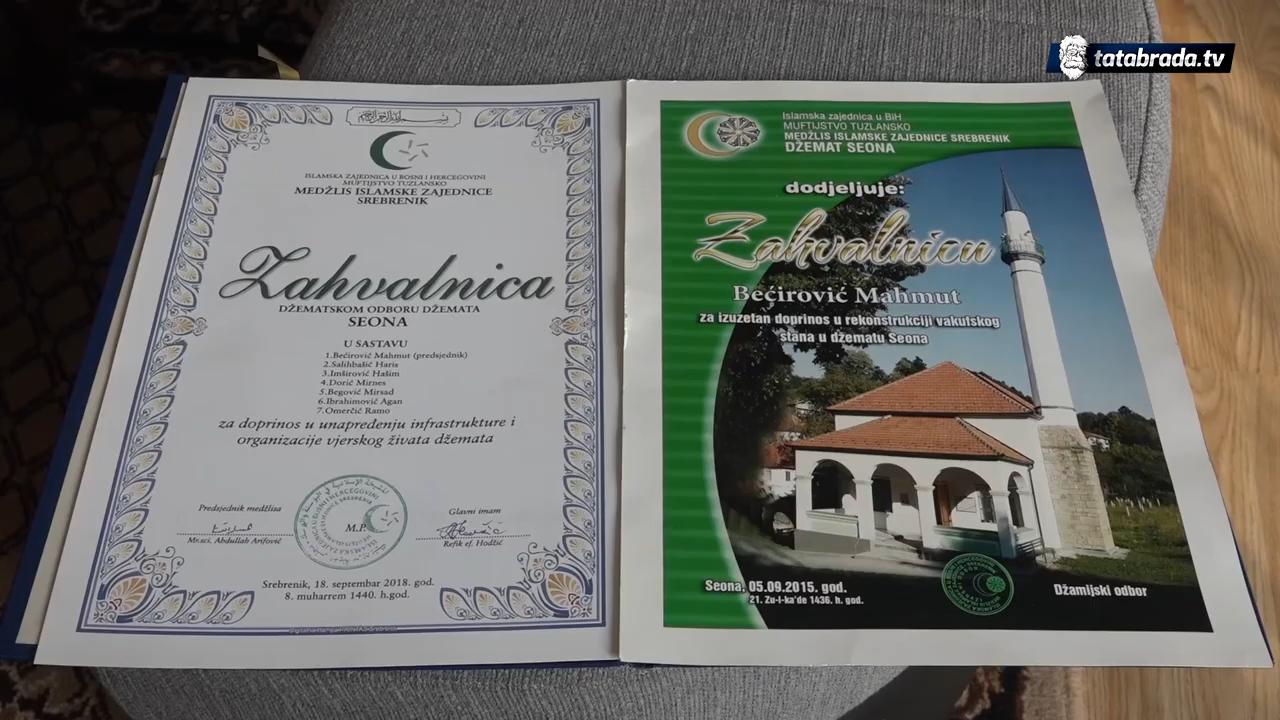 tatabrada.tv
ISLAMSKA ZAJEDNICA U BOSNI I HERCEGOVINI
MUFTIJSTVO TUZLANSKO
MEDŽLIS ISLAMSKE ZAJEDNICE
SREBRENIK
Zahvalnica
DŽEMATSKOM ODBORU DŽEMATA
SEONA
U SASTAVU
1.Bećirović Mahmut (predsjednik)
2.Salihbašić Haris
3.Imširović Hašim
4.Dorić Mirnes
5.Begović Mirsad
6.Ibrahimović Agan
7.Omerčić Ramo
za doprinos u unapređenju infrastrukture i
organizacije vjerskog života džemata
Predsjednik medžlisa
Mr.sci. Abdullah Arifović
M.P.
Glavni imam
Refik ef. Hodžić
Srebrenik, 18. septembar 2018. god.
8. muharrem 1440. h.god.
Islamska zajednica u BiH
MUFTIJSTVO TUZLANSKO
MEDŽLIS ISLAMSKE ZAJEDNICE SREBRENIK
DŽEMAT SEONA
dodjeljuje:
Zahvalnicu
Bećirović Mahmut
za izuzetan doprinos u rekonstrukciji vakufskog
stana u džematu Seona
Seona, 05.09.2015. god.
21. Zu-l-ka'de 1436. h. god.
Džamijski odbor